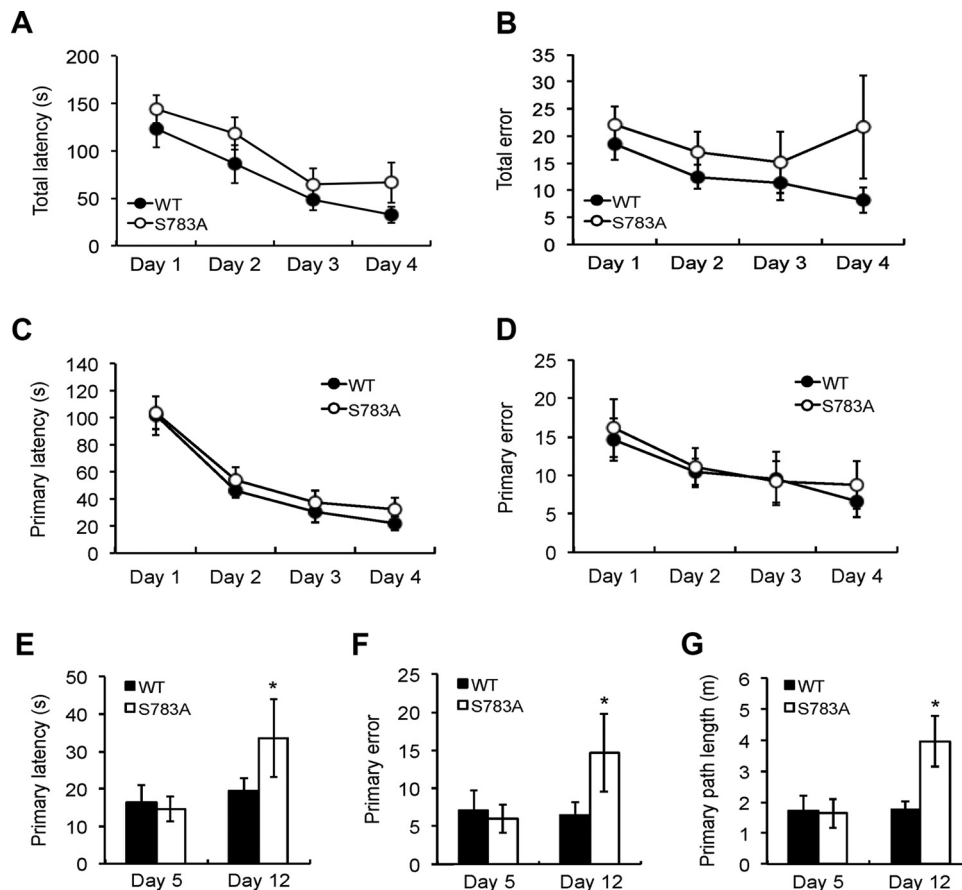 A
Total latency (s)
200
150
100
50
0
WT
S783A
Day 1 Day 2 Day 3 Day 4
B
Total error
35
30
25
20
15
10
5
0
WT
S783A
Day 1 Day 2 Day 3 Day 4
C
Primary latency (s)
140
120
100
80
60
40
20
0
WT
S783A
Day 1 Day 2 Day 3 Day 4
D
Primary error
25
20
15
10
5
0
WT
S783A
Day 1 Day 2 Day 3 Day 4
E
Primary latency (s)
50
40
30
20
10
0
WT
S783A
*
Day 5 Day 12
F
Primary error
25
20
15
10
5
0
WT
S783A
*
Day 5 Day 12
G
Primary path length (m)
6
5
4
3
2
1
0
WT
S783A
*
Day 5 Day 12